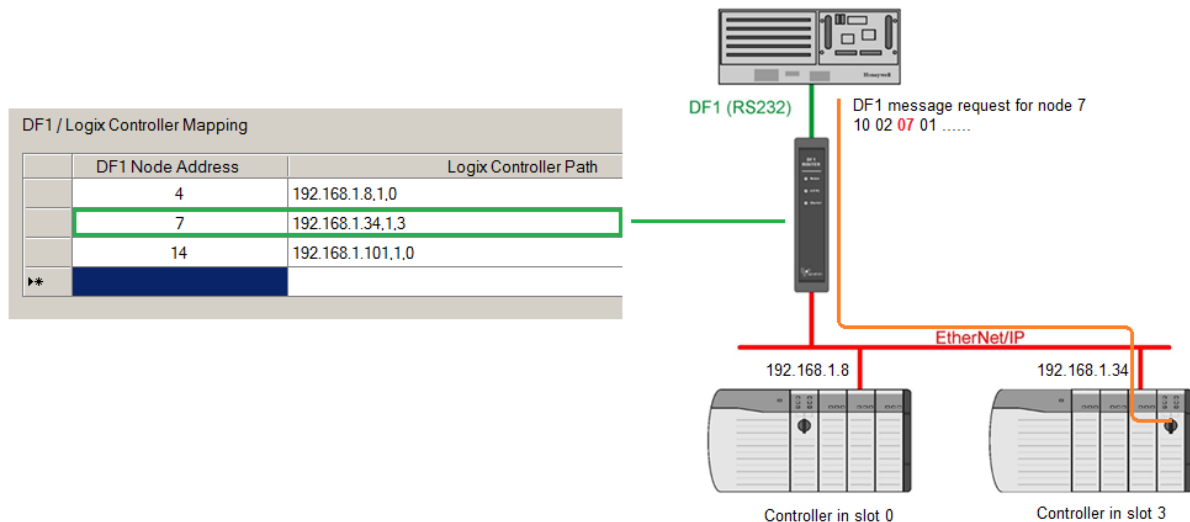 DF1 / Logix Controller Mapping
DF1 Node Address
Logix Controller Path
4
192.168.1.8,1,0
7
192.168.1.34,1,3
14
192.168.1.101,1,0
Honeywell
DF1 (RS232)
DF1 message request for node 7
10 02 07 01 ......
DF1
ROUTER
EtherNet/IP
192.168.1.8
192.168.1.34
Controller in slot 0
Controller in slot 3